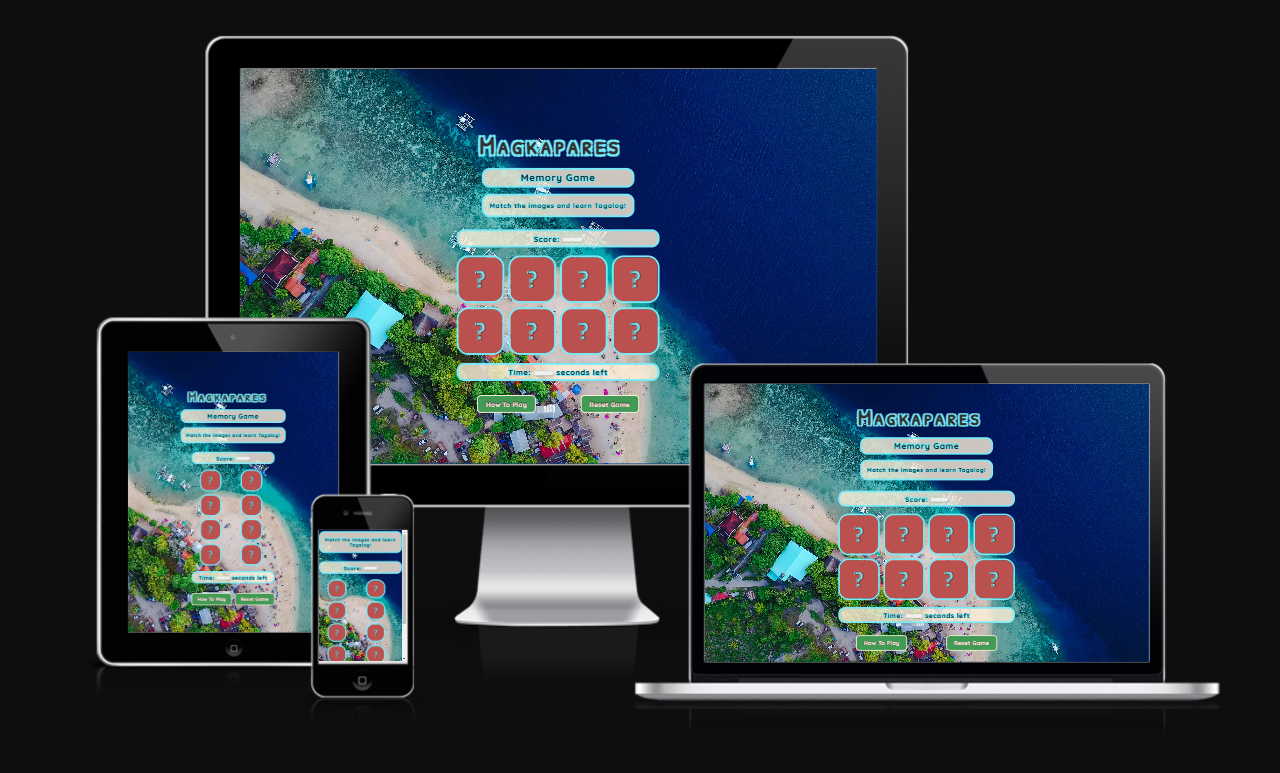 MAGKAPARES
Memory Game
Match the images and learn Tagalog!
Score:
? ? ? ?
? ? ? ?
Time: seconds left
How To Play Reset Game
MAGKAPARES
Memory Game
Match the images and learn Tagalog!
Score:
? ?
? ?
? ?
? ?
Time: seconds left
How To Play Reset Game
Match the images and learn
Tagalog!
Score:
? ?
? ?
? ?
? ?
MAGKAPARES
Memory Game
Match the images and learn Tagalog!
Score:
? ? ? ?
? ? ? ?
Time: seconds left
How To Play Reset Game